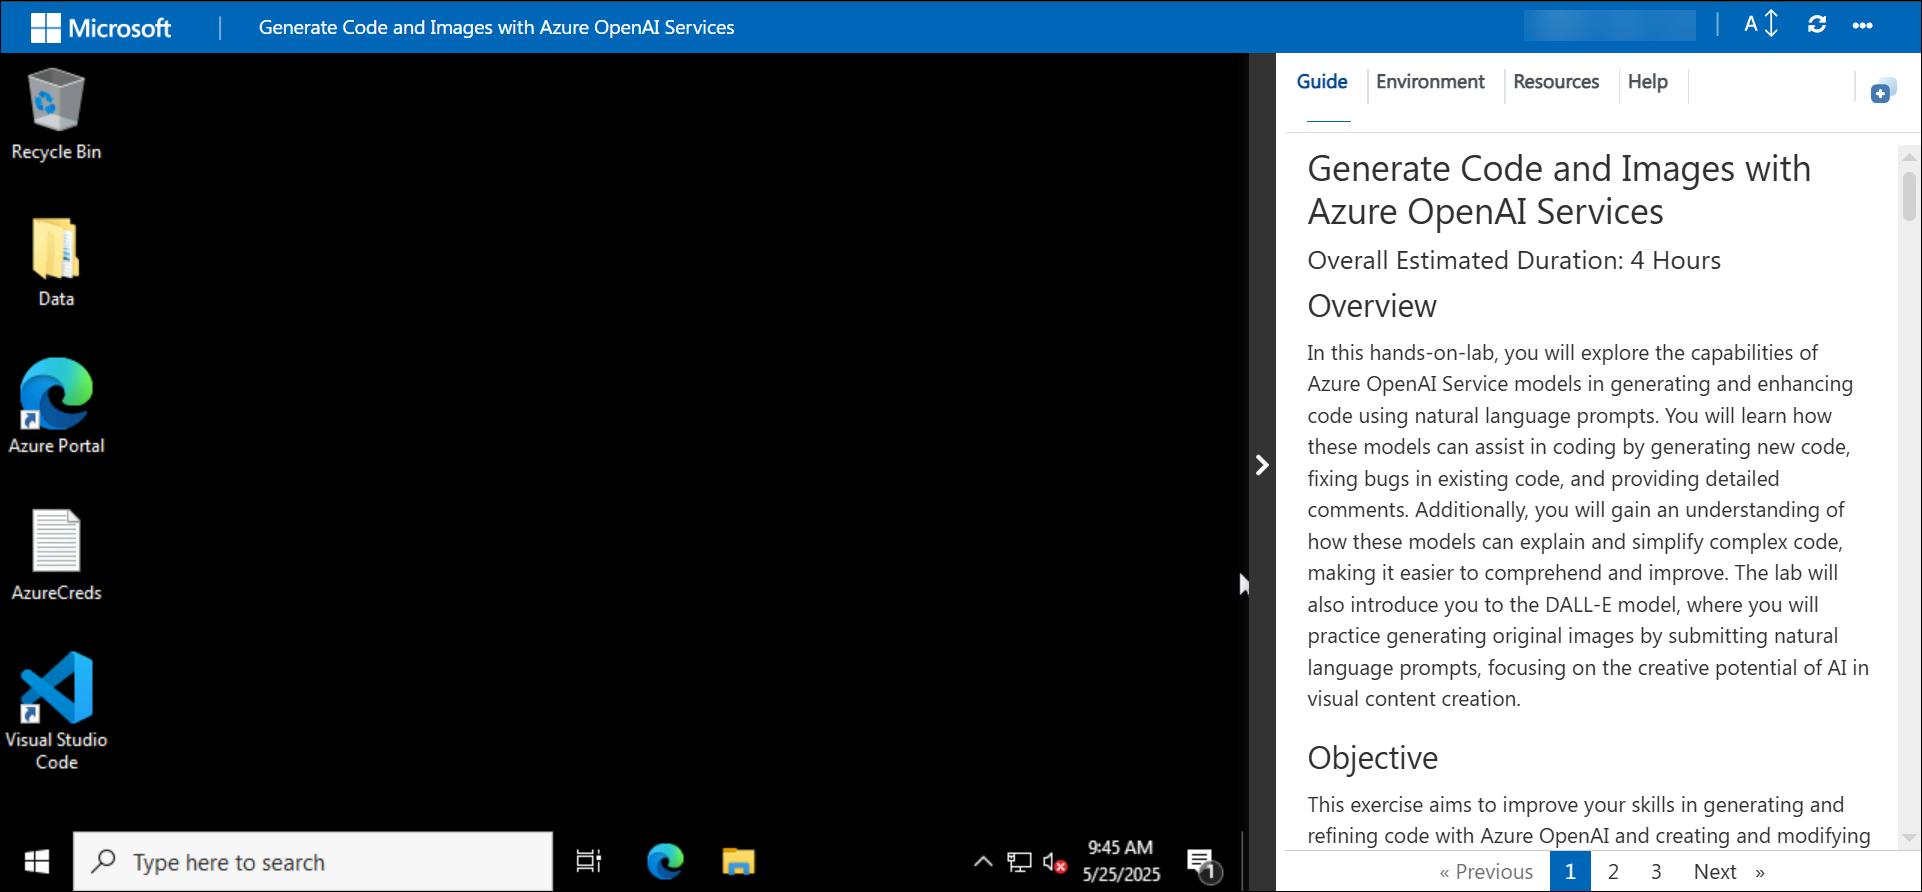 Microsoft
Generate Code and Images with Azure OpenAI Services
A
Recycle Bin
Data
Azure Portal
AzureCreds
Visual Studio
Code
Type here to search
9:45 AM
5/25/2025
1
Guide
Environment
Resources
Help
Generate Code and Images with
Azure OpenAI Services
Overall Estimated Duration: 4 Hours
Overview
In this hands-on-lab, you will explore the capabilities of
Azure OpenAI Service models in generating and enhancing
code using natural language prompts. You will learn how
these models can assist in coding by generating new code,
fixing bugs in existing code, and providing detailed
comments. Additionally, you will gain an understanding of
how these models can explain and simplify complex code,
making it easier to comprehend and improve. The lab will
also introduce you to the DALL-E model, where you will
practice generating original images by submitting natural
language prompts, focusing on the creative potential of AI in
visual content creation.
Objective
This exercise aims to improve your skills in generating and
refining code with Azure OpenAI and creating and modifying
« Previous 1 2 3 Next »